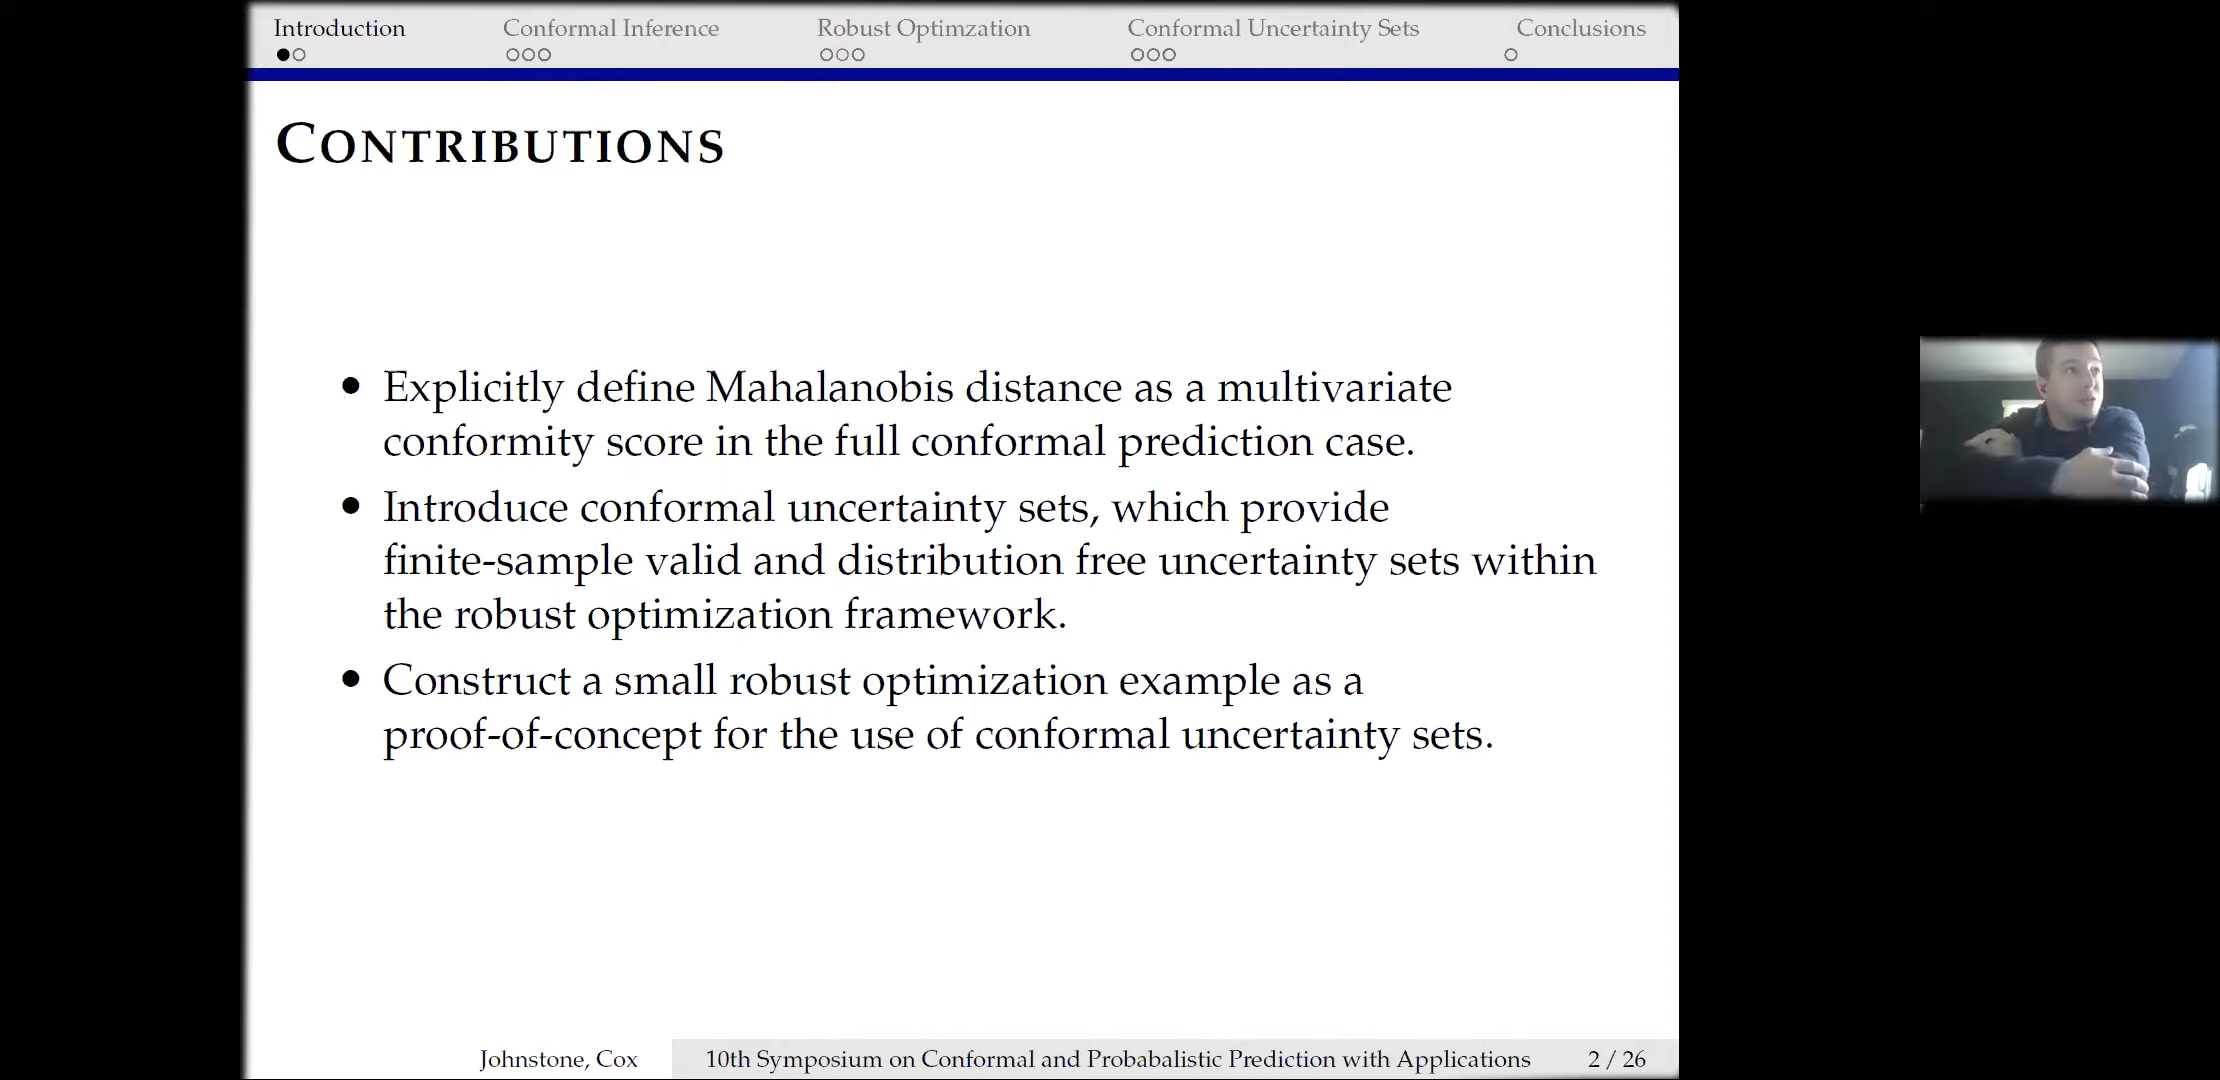 Introduction Conformal Inference Robust Optimzation Conformal Uncertainty Sets Conclusions
CONTRIBUTIONS
• Explicitly define Mahalanobis distance as a multivariate
conformity score in the full conformal prediction case.
• Introduce conformal uncertainty sets, which provide
finite-sample valid and distribution free uncertainty sets within
the robust optimization framework.
• Construct a small robust optimization example as a
proof-of-concept for the use of conformal uncertainty sets.
Johnstone, Cox 10th Symposium on Conformal and Probabalistic Prediction with Applications 2 / 26